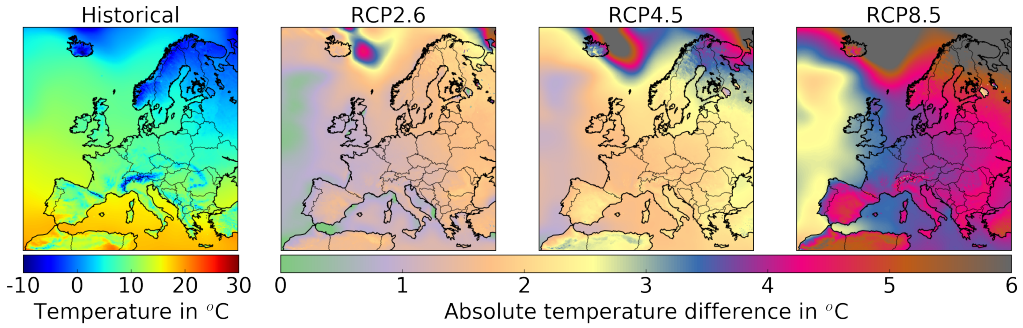 Historical
RCP2.6
RCP4.5
RCP8.5
-10 0 10 20 30
0 1 2 3 4 5 6
Temperature in °C
Absolute temperature difference in °C